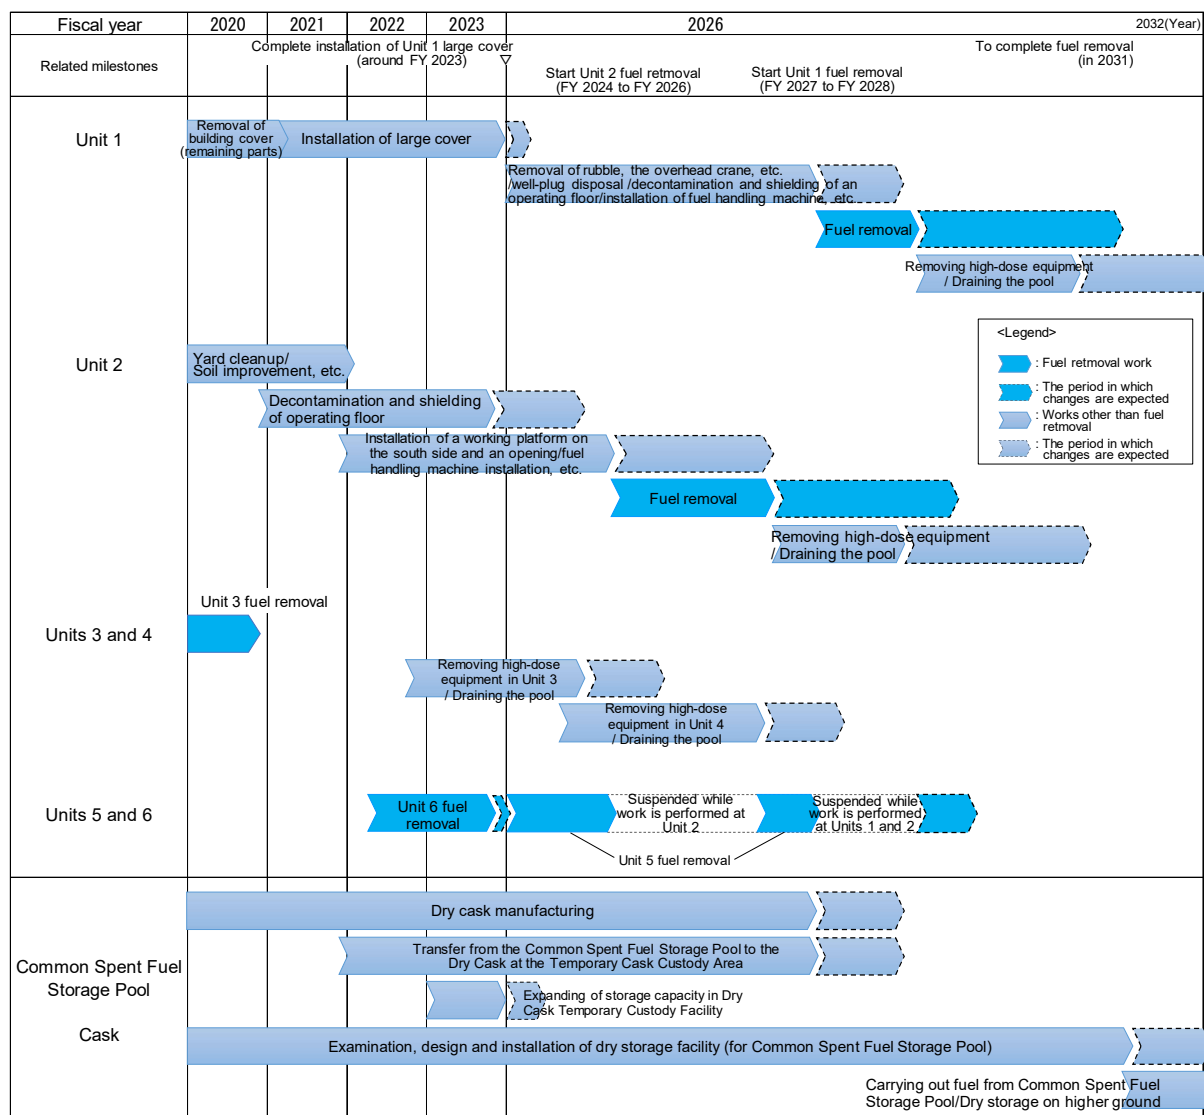 Fiscal year
2020
2021
2022
2023
2026
2032(Year)
Related milestones
Complete installation of Unit 1 large cover
(around FY 2023)
Start Unit 2 fuel retmoval
(FY 2024 to FY 2026)
Start Unit 1 fuel removal
(FY 2027 to FY 2028)
To complete fuel removal
(in 2031)
Unit 1
Removal of
building cover
(remaining parts)
Installation of large cover
Removal of rubble, the overhead crane, etc.
/well-plug disposal /decontamination and shielding of an
operating floor/installation of fuel handling machine, etc.
Fuel removal
Removing high-dose equipment
/ Draining the pool
<Legend>
: Fuel retmoval work
: The period in which
changes are expected
: Works other than fuel
retmoval
: The period in which
changes are expected
Unit 2
Yard cleanup/
Soil improvement, etc.
Decontamination and shielding
of operating floor
Installation of a working platform on
the south side and an opening/fuel
handling machine installation, etc.
Fuel removal
Removing high-dose equipment
/ Draining the pool
Units 3 and 4
Unit 3 fuel removal
Removing high-dose
equipment in Unit 3
/ Draining the pool
Removing high-dose
equipment in Unit 4
/ Draining the pool
Units 5 and 6
Unit 6 fuel
removal
Suspended while
work is performed at
Unit 2
Suspended while
work is performed
at Units 1 and 2
Unit 5 fuel removal
Common Spent Fuel
Storage Pool
Cask
Dry cask manufacturing
Transfer from the Common Spent Fuel Storage Pool to the
Dry Cask at the Temporary Cask Custody Area
Expanding of storage capacity in Dry
Cask Temporary Custody Facility
Examination, design and installation of dry storage facility (for Common Spent Fuel Storage Pool)
Carrying out fuel from Common Spent Fuel
Storage Pool/Dry storage on higher ground